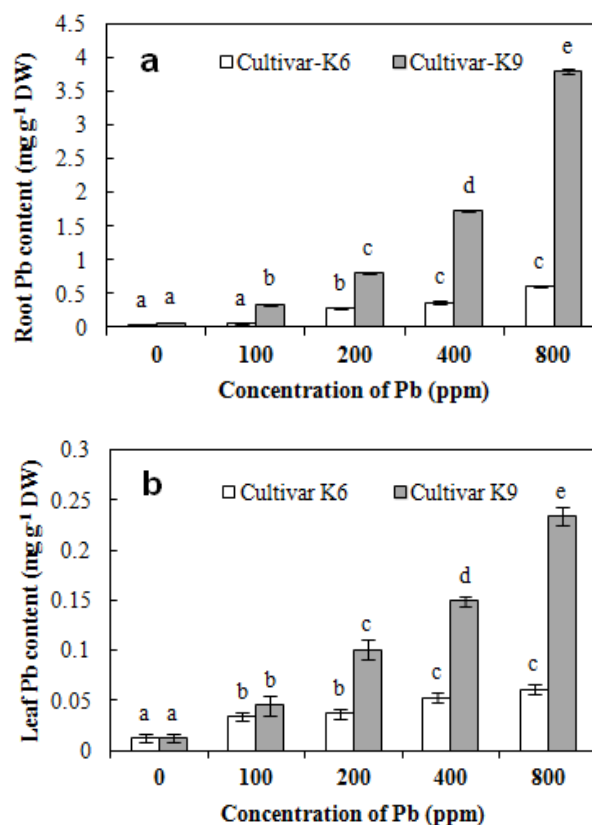 4.5
4
3.5
3
2.5
2
1.5
1
0.5
0
Root Pb content (mg g⁻¹ DW)
a
Cultivar-K6 Cultivar-K9
a a a b b c c d c e
0 100 200 400 800
Concentration of Pb (ppm)
0.3
0.25
0.2
0.15
0.1
0.05
0
Leaf Pb content (mg g⁻¹ DW)
b
Cultivar K6 Cultivar K9
a a b b b c c d c e
0 100 200 400 800
Concentration of Pb (ppm)